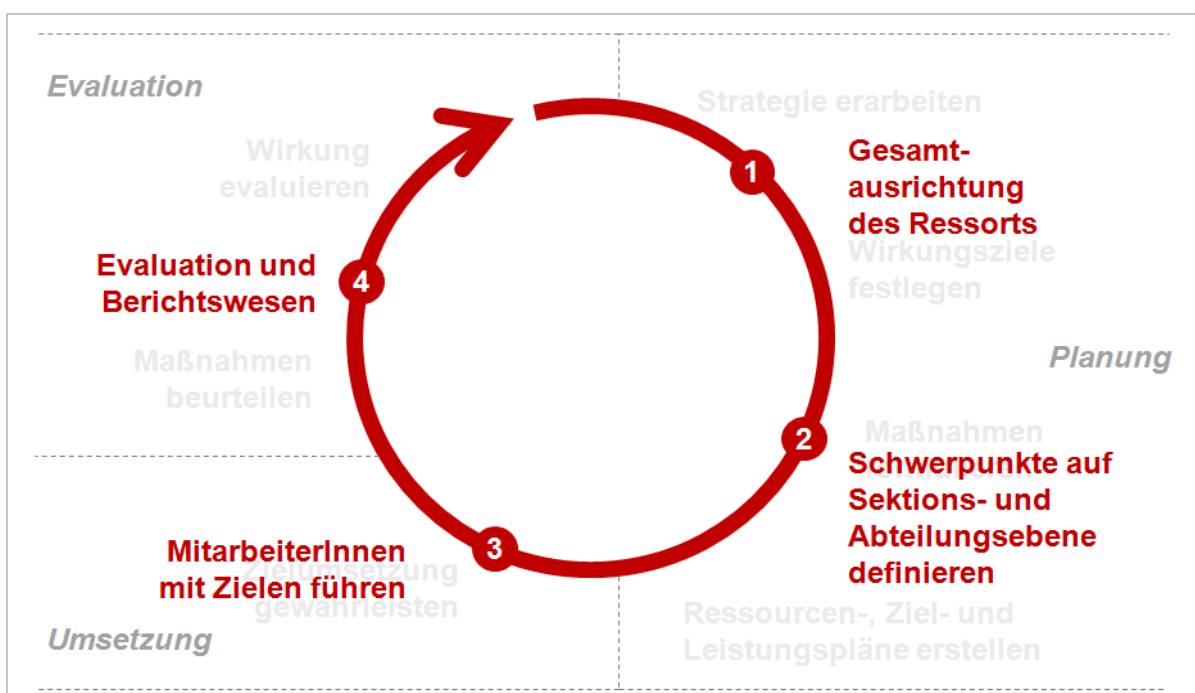 Evaluation
Strategie erarbeiten
Wirkung
evaluieren
1
Gesamt-
ausrichtung
des Ressorts
Wirkungsziele
festlegen
4
Evaluation und
Berichtswesen
Maßnahmen
beurteilen
Planung
2
Maßnahmen
Schwerpunkte auf
Sektions- und
Abteilungsebene
definieren
3
MitarbeiterInnen
mit Zielen führen
Zielumsetzung
gewährleisten
Ressourcen-, Ziel- und
Leistungspläne erstellen
Umsetzung